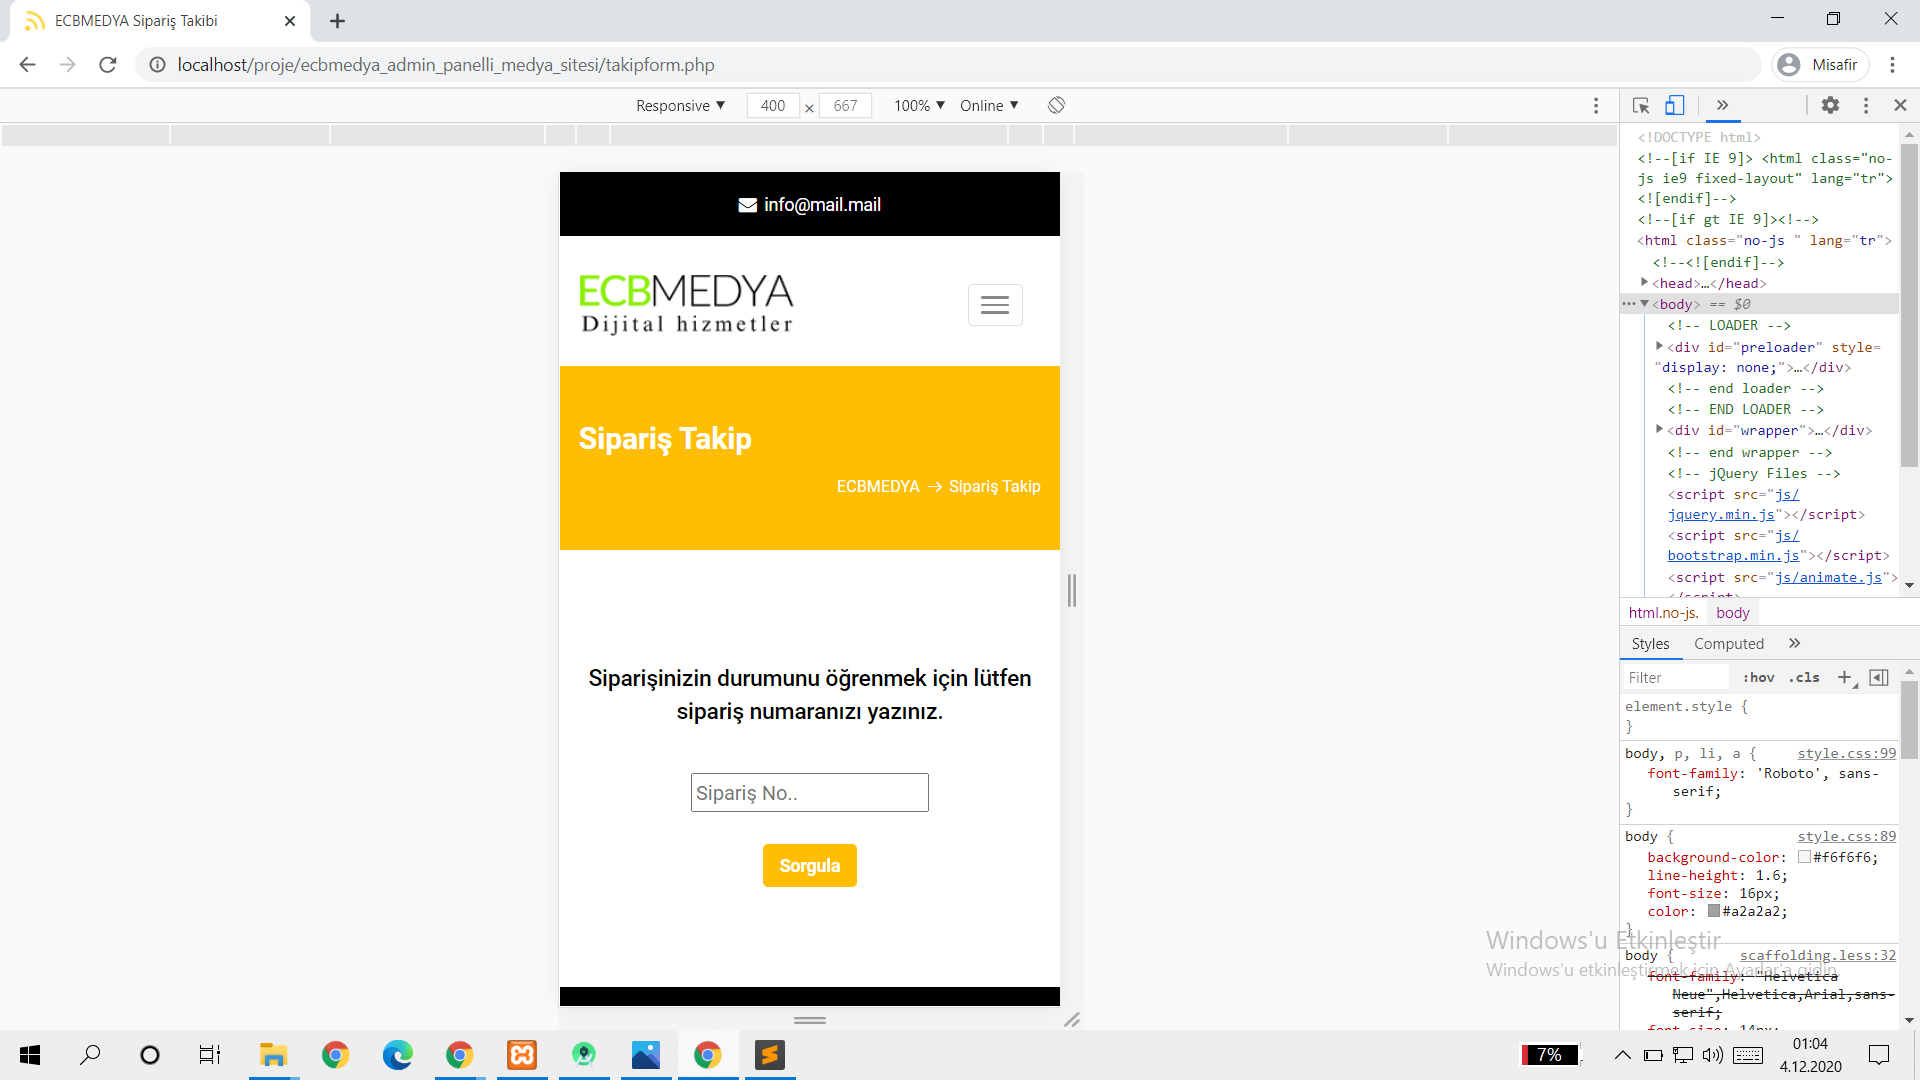 ECBMEDYA Sipariş Takibi
localhost/proje/ecbmedya_admin_panelli_medya_sitesi/takipform.php
Misafir
Responsive ▼ 400 × 667 100% ▼ Online ▼
info@mail.mail
ECBMEDYA
Dijital hizmetler
Sipariş Takip
ECBMEDYA → Sipariş Takip
Siparişinizin durumunu öğrenmek için lütfen
sipariş numaranızı yazınız.
Sipariş No..
Sorgula
<!DOCTYPE html>
<!--[if IE 9]> <html class="no-
js ie9 fixed-layout" lang="tr">
<![endif]-->
<!--[if gt IE 9]><!-->
<html class="no-js " lang="tr">
<!--<![endif]-->
<head>…</head>
<body> == $0
<!-- LOADER -->
<div id="preloader" style=
"display: none;">…</div>
<!-- end loader -->
<!-- END LOADER -->
<div id="wrapper">…</div>
<!-- end wrapper -->
<!-- jQuery Files -->
<script src="js/
jquery.min.js"></script>
<script src="js/
bootstrap.min.js"></script>
<script src="js/animate.js">
</script>
html.no-js. body
Styles Computed
Filter :hov .cls
element.style {
}
body, p, li, a { style.css:99
font-family: 'Roboto', sans-
serif;
}
body { style.css:89
background-color: #f6f6f6;
line-height: 1.6;
font-size: 16px;
color: #a2a2a2;
}
body { scaffolding.less:32
font-family: "Helvetica
Neue",Helvetica,Arial,sans-
serif;
font-size: 14px;
Windows'u Etkinleştir
Windows'u etkinleştirmek için Ayarlar'a gidin.
7%
01:04
4.12.2020